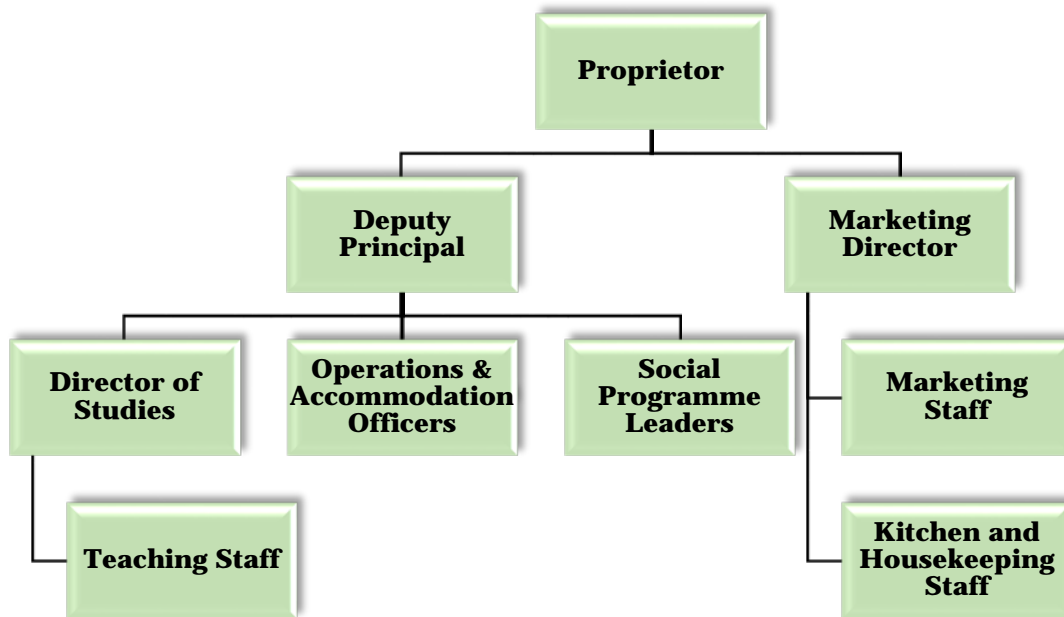 Proprietor
Deputy
Principal
Marketing
Director
Director of
Studies
Operations &
Accommodation
Officers
Social
Programme
Leaders
Marketing
Staff
Teaching Staff
Kitchen and
Housekeeping
Staff